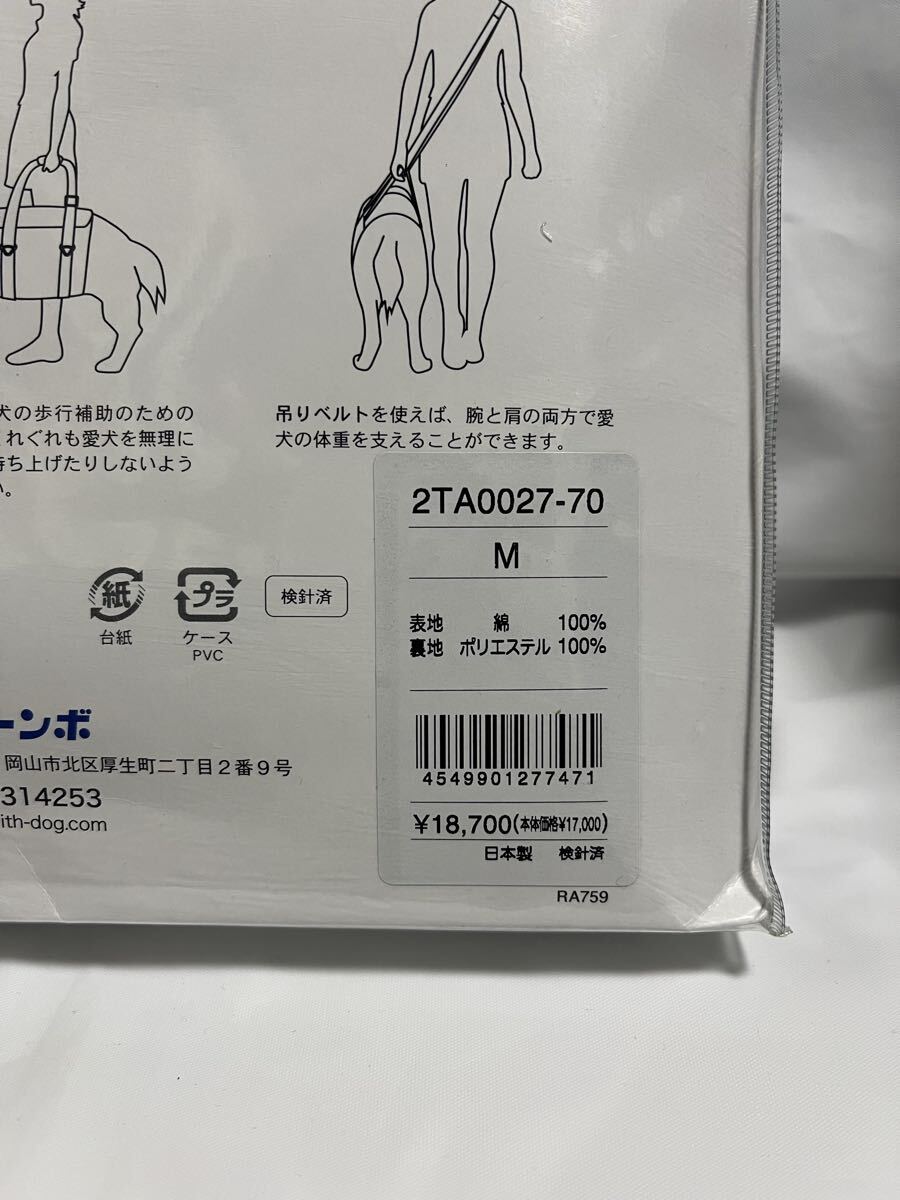 犬の歩行補助のための
れぐれも愛犬を無理に
ち上げたりしないよう
い。
吊りベルトを使えば、腕と肩の両方で愛
犬の体重を支えることができます。
2TA0027-70
M
表地 綿 100%
裏地 ポリエステル 100%
4549901277471
¥18,700(本体価格¥17,000)
日本製 検針済
RA759
紙
台紙
プラ
ケース
PVC
検針済
ーンボ
岡山市北区厚生町二丁目2番9号
314253
ith-dog.com